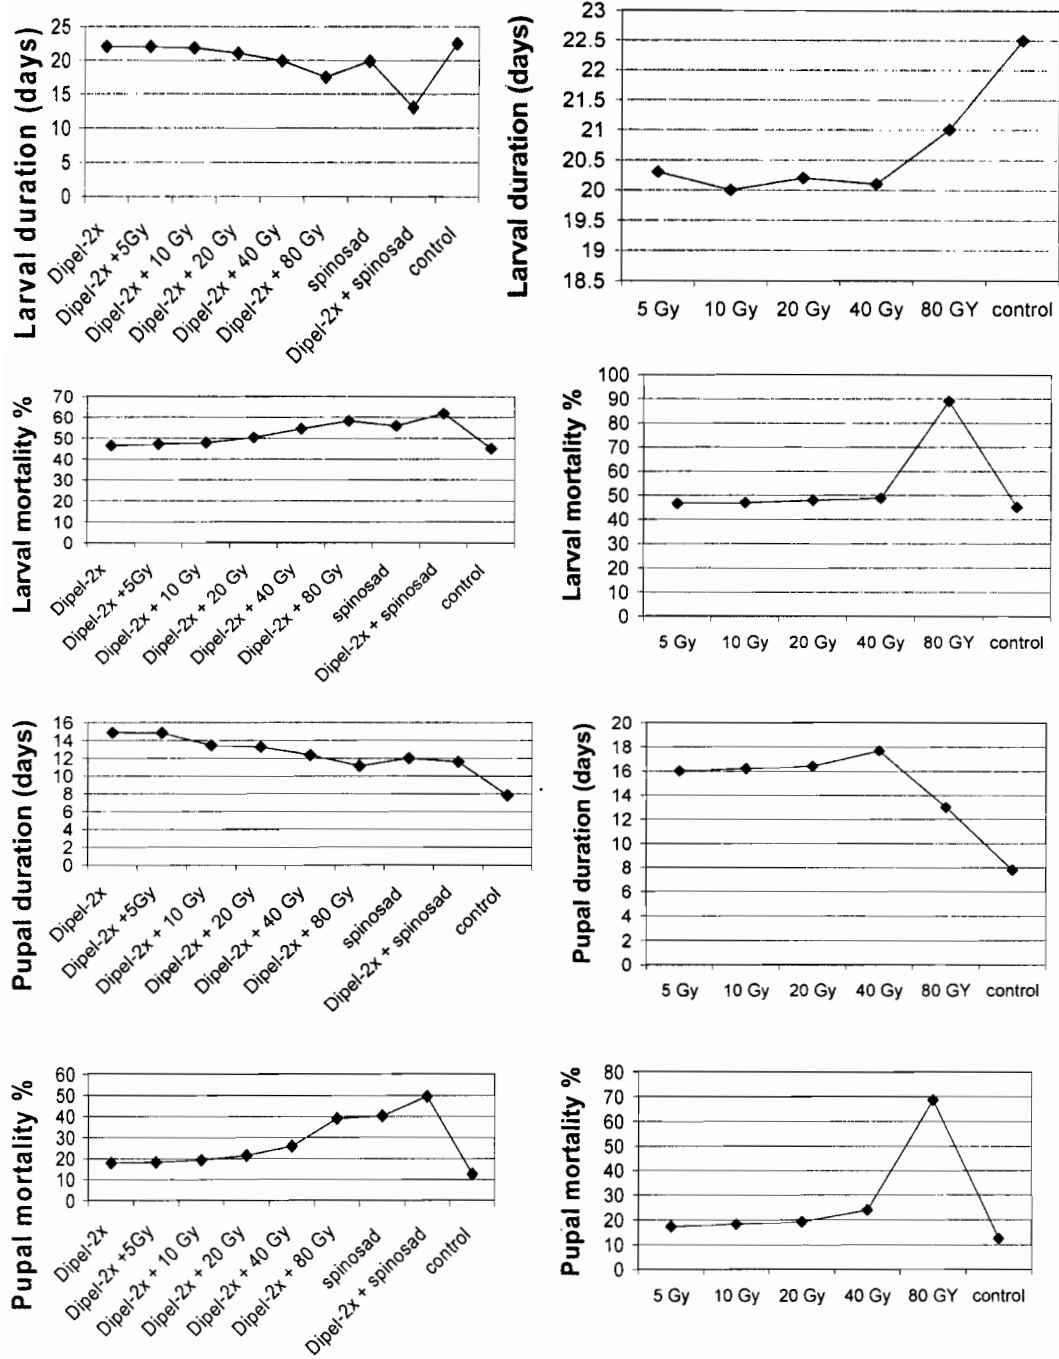 Larval duration (days)
25
20
15
10
5
0
Dipel-2x
Dipel-2x +5Gy
Dipel-2x + 10 Gy
Dipel-2x + 20 Gy
Dipel-2x + 40 Gy
Dipel-2x + 80 Gy
spinosad
Dipel-2x + spinosad
control
Larval duration (days)
23
22.5
22
21.5
21
20.5
20
19.5
19
18.5
5 Gy 10 Gy 20 Gy 40 Gy 80 GY control
Larval mortality %
70
60
50
40
30
20
10
0
Dipel-2x
Dipel-2x +5Gy
Dipel-2x + 10 Gy
Dipel-2x + 20 Gy
Dipel-2x + 40 Gy
Dipel-2x + 80 Gy
spinosad
Dipel-2x + spinosad
control
Larval mortality %
100
90
80
70
60
50
40
30
20
10
0
5 Gy 10 Gy 20 Gy 40 Gy 80 GY control
Pupal duration (days)
16
14
12
10
8
6
4
2
0
Dipel-2x
Dipel-2x +5Gy
Dipel-2x + 10 Gy
Dipel-2x + 20 Gy
Dipel-2x + 40 Gy
Dipel-2x + 80 Gy
spinosad
Dipel-2x + spinosad
control
Pupal duration (days)
20
18
16
14
12
10
8
6
4
2
0
5 Gy 10 Gy 20 Gy 40 Gy 80 GY control
Pupal mortality %
60
50
40
30
20
10
0
Dipel-2x
Dipel-2x +5Gy
Dipel-2x + 10 Gy
Dipel-2x + 20 Gy
Dipel-2x + 40 Gy
Dipel-2x + 80 Gy
spinosad
Dipel-2x + spinosad
control
Pupal mortality %
80
70
60
50
40
30
20
10
0
5 Gy 10 Gy 20 Gy 40 Gy 80 GY control